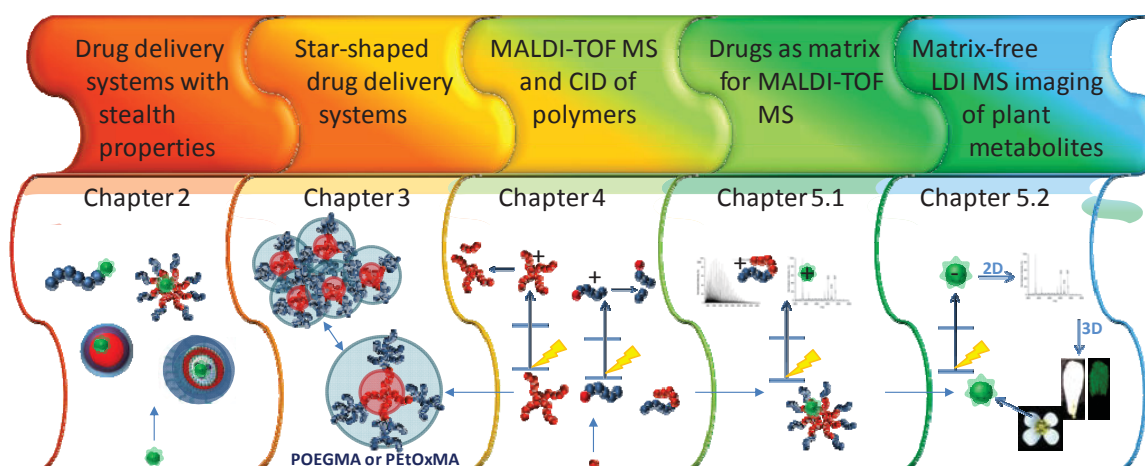 Drug delivery
systems with
stealth
properties
Star-shaped
drug delivery
systems
MALDI-TOF MS
and CID of
polymers
Drugs as matrix
for MALDI-TOF
MS
Matrix-free
LDI MS imaging
of plant
metabolites
Chapter 2
Chapter 3
Chapter 4
Chapter 5.1
Chapter 5.2
+
+
+
+
-
2D
3D
POEGMA or PEtOxMA